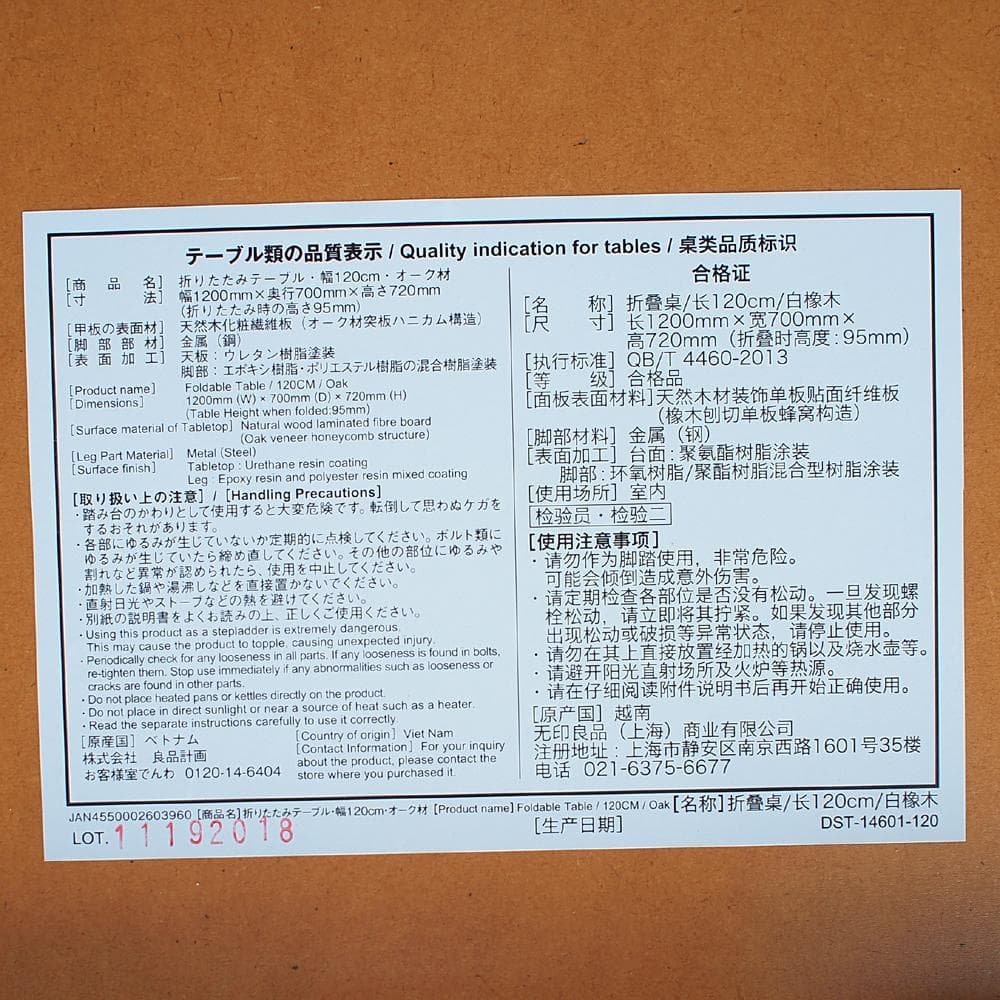 テーブル類の品質表示 / Quality indication for tables / 桌类品质标识
[商品名] 折りたたみテーブル・幅120cm・オーク材
[寸法] 幅1200mm×奥行700mm×高さ720mm
(折りたたみ時の高さ95mm)
[甲板の表面材] 天然木化粧繊維板（オーク材突板ハニカム構造）
[脚部部材] 金属（鋼）
[表面加工] 天板：ウレタン樹脂塗装
脚部：エポキシ樹脂・ポリエステル樹脂の混合樹脂塗装
[Product name] Foldable Table / 120CM / Oak
[Dimensions] 1200mm (W) × 700mm (D) × 720mm (H)
(Table Height when folded:95mm)
[Surface material of Tabletop] Natural wood laminated fibre board
(Oak veneer honeycomb structure)
[Leg Part Material] Metal (Steel)
[Surface finish] Tabletop : Urethane resin coating
Leg : Epoxy resin and polyester resin mixed coating
[取り扱い上の注意] / [Handling Precautions]
・踏み台のかわりとして使用すると大変危険です。転倒して思わぬケガを
するおそれがあります。
・各部にゆるみが生じていないか定期的に点検してください。ボルト類に
ゆるみが生じていたら締め直してください。その他の部位にゆるみや
割れなど異常が認められたら、使用を中止してください。
・加熱した鍋や湯沸しなどを直接置かないでください。
・直射日光やストーブなどの熱を避けてください。
・別紙の説明書をよくお読みの上、正しくご使用ください。
・Using this product as a stepladder is extremely dangerous.
This may cause the product to topple, causing unexpected injury.
・Periodically check for any looseness in all parts. If any looseness is found in bolts,
re-tighten them. Stop use immediately if any abnormalities such as looseness or
cracks are found in other parts.
・Do not place heated pans or kettles directly on the product.
・Do not place in direct sunlight or near a source of heat such as a heater.
・Read the separate instructions carefully to use it correctly.
[原産国] ベトナム
株式会社 良品計画
お客様室でんわ 0120-14-6404
[Country of origin] Viet Nam
[Contact Information] For your inquiry
about the product, please contact the
store where you purchased it.
合格证
[名称] 折叠桌/长120cm/白橡木
[尺寸] 长1200mm×宽700mm×
高720mm（折叠时高度：95mm）
[执行标准] QB/T 4460-2013
[等级] 合格品
[面板表面材料] 天然木材装饰单板贴面纤维板
（橡木刨切单板蜂窝构造）
[脚部材料] 金属（钢）
[表面加工] 台面：聚氨酯树脂涂装
脚部：环氧树脂/聚酯树脂混合型树脂涂装
[使用场所] 室内
检验员・检验二
[使用注意事项]
・请勿作为脚踏使用，非常危险。
可能会倾倒造成意外伤害。
・请定期检查各部位是否没有松动。一旦发现螺
栓松动，请立即将其拧紧。如果发现其他部分
出现松动或破损等异常状态，请停止使用。
・请勿在其上直接放置经加热的锅以及烧水壶等。
・请避开阳光直射场所及火炉等热源。
・请在仔细阅读附件说明书后再开始正确使用。
[原产国] 越南
无印良品（上海）商业有限公司
注册地址：上海市静安区南京西路1601号35楼
电话 021-6375-6677
JAN4550002603960 [商品名]折りたたみテーブル・幅120cm・オーク材 [Product name] Foldable Table / 120CM / Oak [名称] 折叠桌/长120cm/白橡木
LOT. 11192018 [生产日期] DST-14601-120